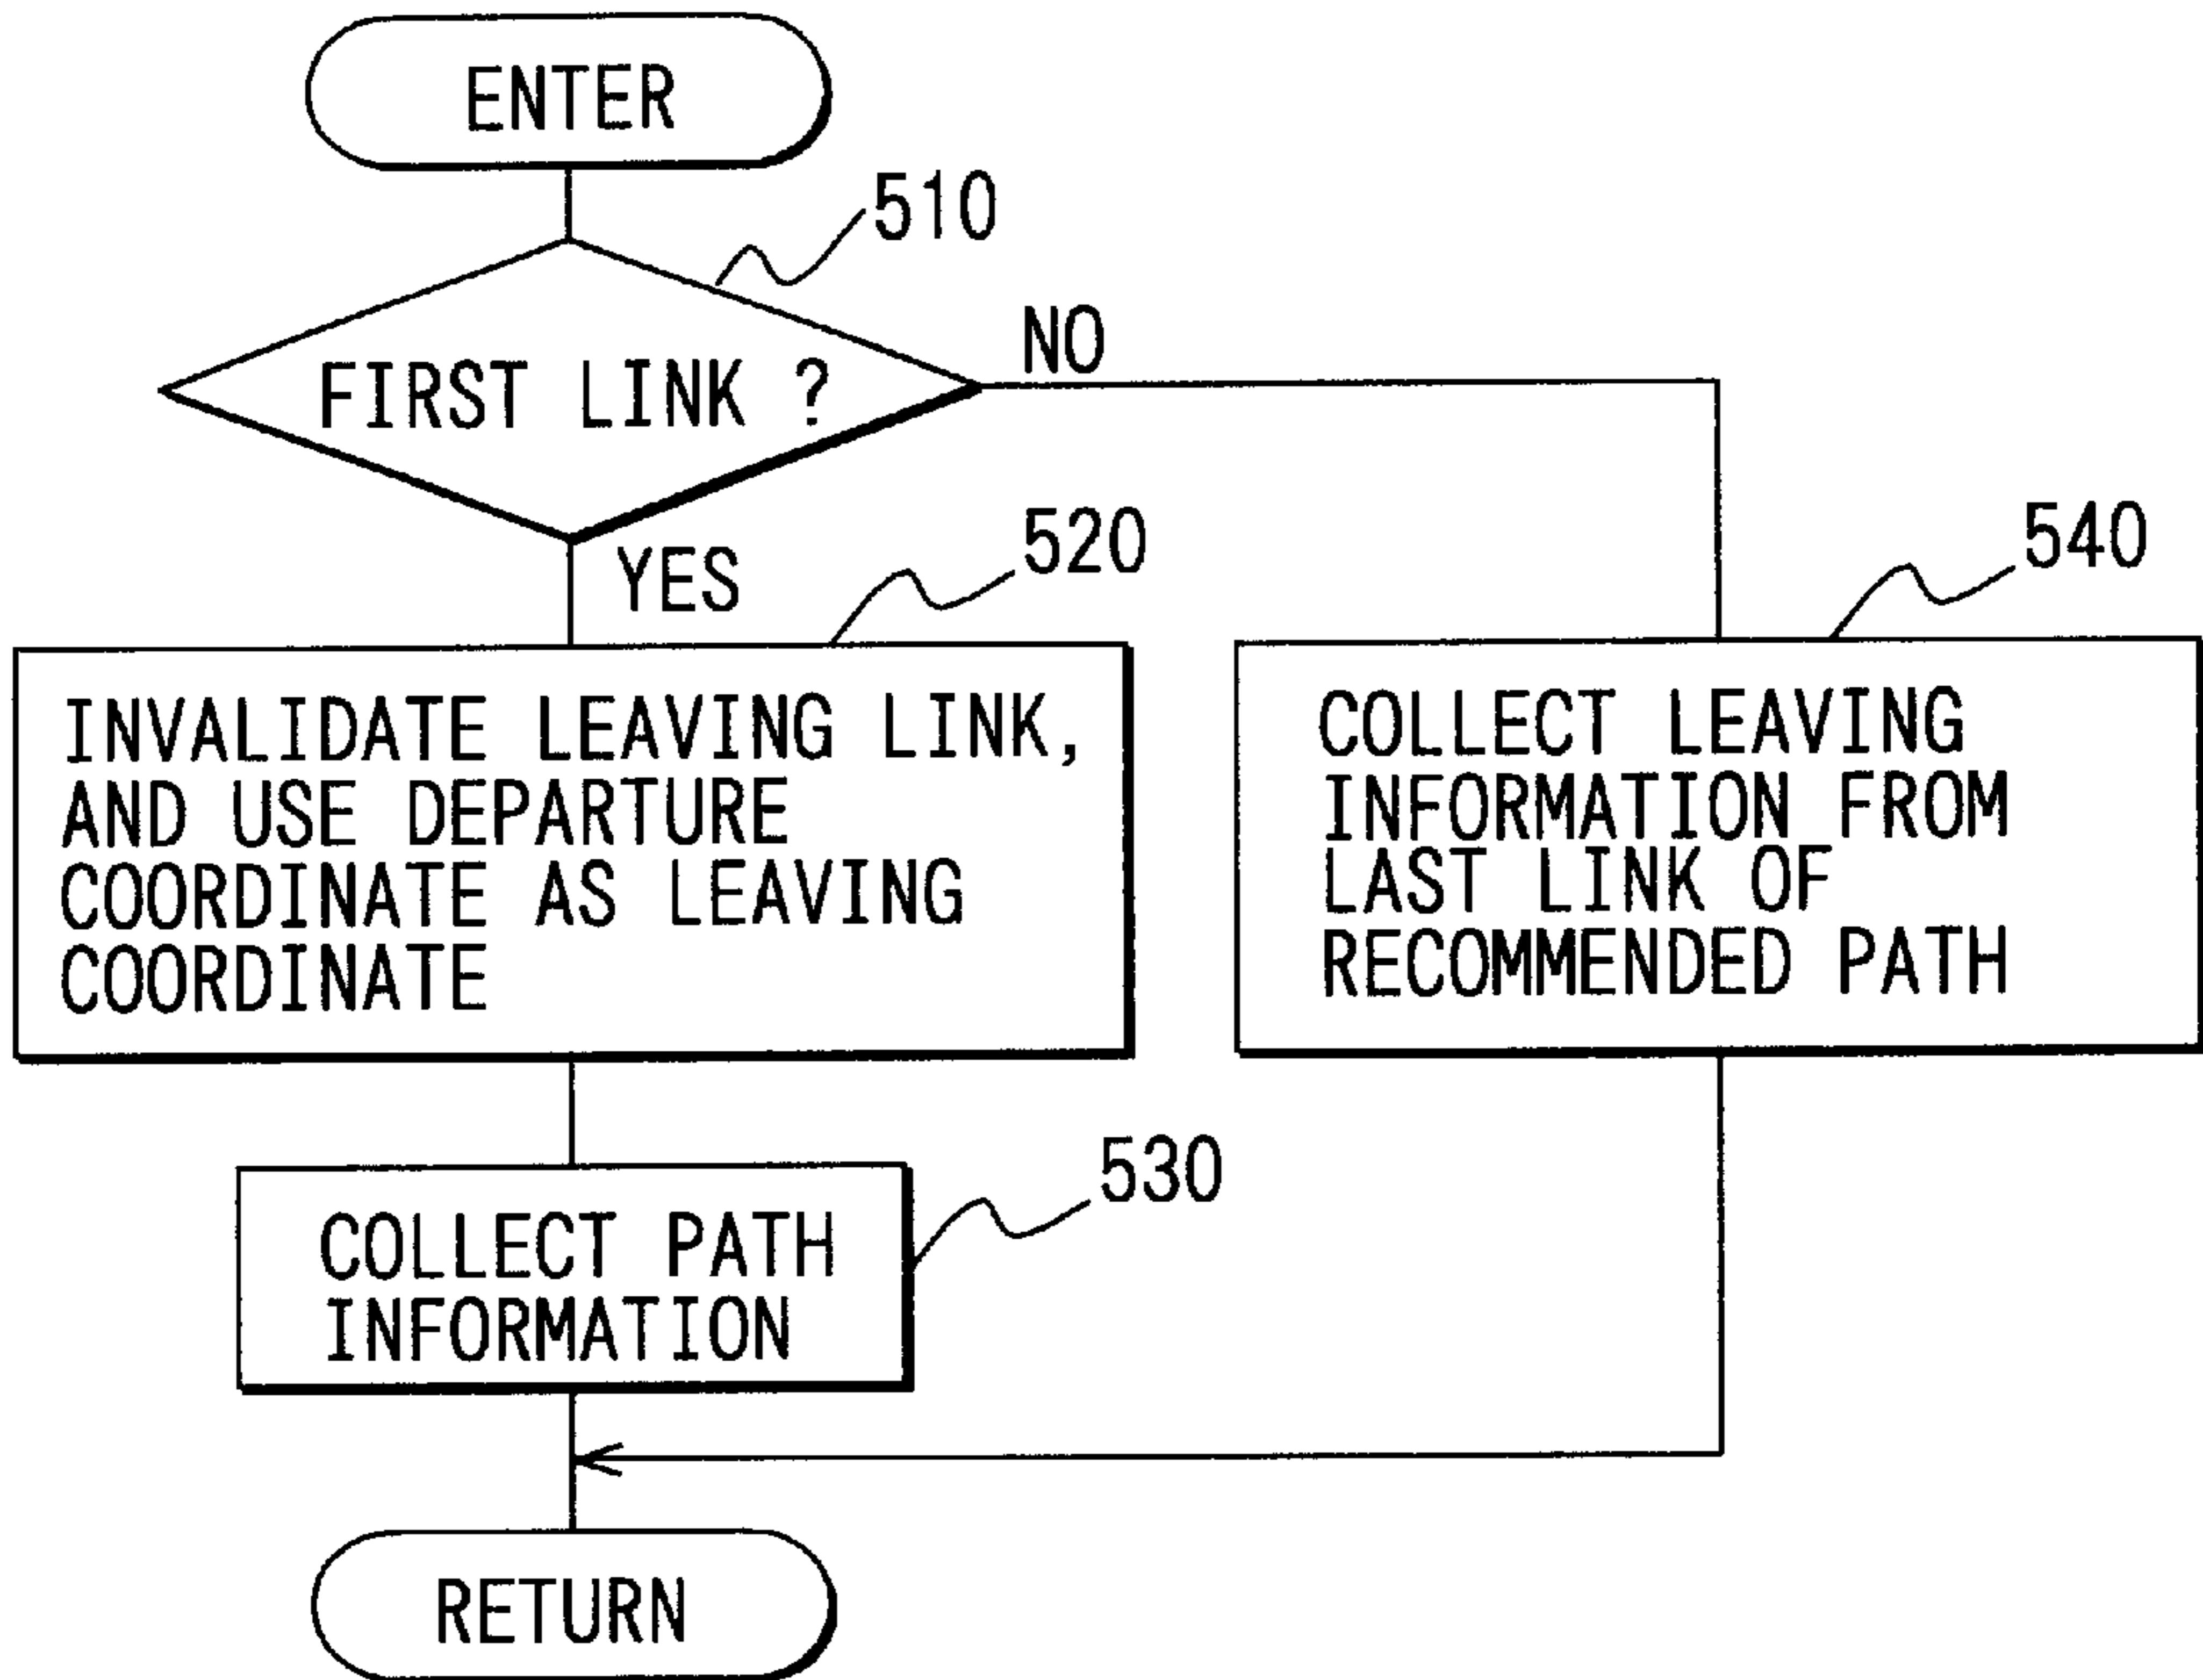 ENTER
510
FIRST LINK ?
NO
YES
520
540
INVALIDATE LEAVING LINK,
AND USE DEPARTURE
COORDINATE AS LEAVING
COORDINATE
COLLECT LEAVING
INFORMATION FROM
LAST LINK OF
RECOMMENDED PATH
530
COLLECT PATH
INFORMATION
RETURN